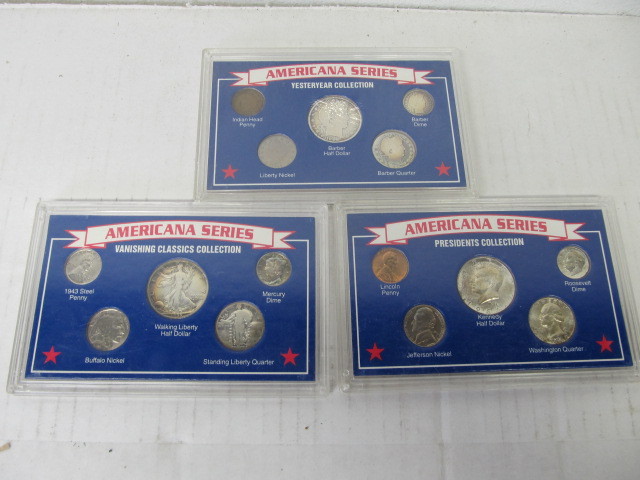 AMERICANA SERIES
YESTERYEAR COLLECTION
Indian Head
Penny
Barber
Dime
Barber
Half Dollar
Liberty Nickel
Barber Quarter
AMERICANA SERIES
VANISHING CLASSICS COLLECTION
1943 Steel
Penny
Mercury
Dime
Walking Liberty
Half Dollar
Buffalo Nickel
Standing Liberty Quarter
AMERICANA SERIES
PRESIDENTS COLLECTION
Lincoln
Penny
Roosevelt
Dime
Kennedy
Half Dollar
Jefferson Nickel
Washington Quarter